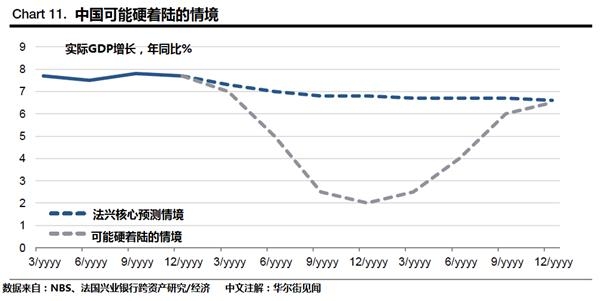 Chart 11. 中国可能硬着陆的情境
实际GDP增长，年同比%
9
8
7
6
5
4
3
2
1
0
法兴核心预测情境
可能硬着陆的情境
3/yyyy 6/yyyy 9/yyyy 12/yyyy 3/yyyy 6/yyyy 9/yyyy 12/yyyy 3/yyyy 6/yyyy 9/yyyy 12/yyyy
数据来自：NBS、法国兴业银行跨资产研究/经济 中文注解：华尔街见闻